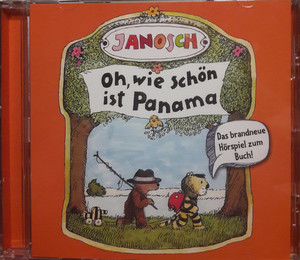 JANOSCH
Oh, wie schön
ist Panama
Das brandneue
Hörspiel zum
Buch!